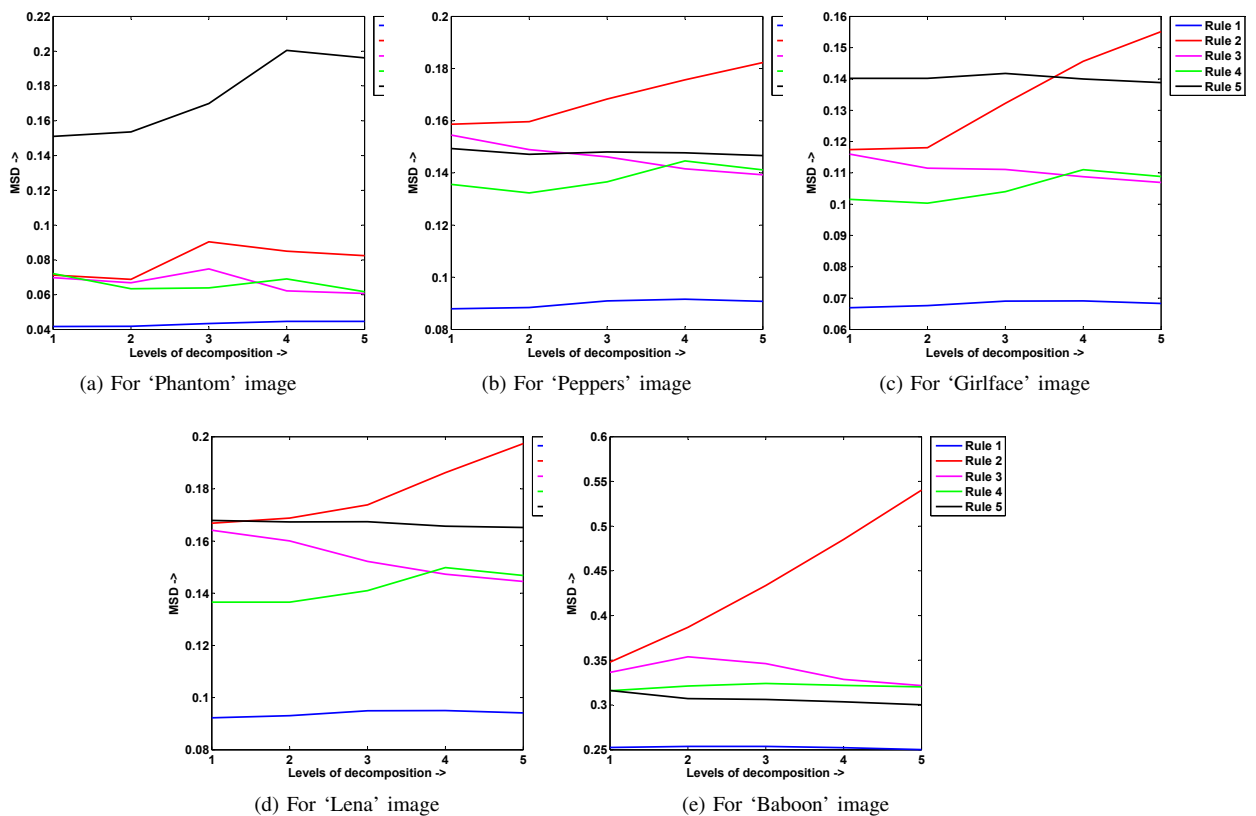 0.22
0.2
0.18
0.16
0.14
0.12
0.1
0.08
0.06
0.04
MSD ->
1 2 3 4 5
Levels of decomposition ->
(a) For ‘Phantom’ image
0.2
0.18
0.16
0.14
0.12
0.1
0.08
MSD ->
1 2 3 4 5
Levels of decomposition ->
(b) For ‘Peppers’ image
0.16
0.15
0.14
0.13
0.12
0.11
0.1
0.09
0.08
0.07
0.06
MSD ->
1 2 3 4 5
Levels of decomposition ->
Rule 1
Rule 2
Rule 3
Rule 4
Rule 5
(c) For ‘Girlface’ image
0.2
0.18
0.16
0.14
0.12
0.1
0.08
MSD ->
1 2 3 4 5
Levels of decomposition ->
(d) For ‘Lena’ image
0.6
0.55
0.5
0.45
0.4
0.35
0.3
0.25
MSD ->
1 2 3 4 5
Levels of decomposition ->
Rule 1
Rule 2
Rule 3
Rule 4
Rule 5
(e) For ‘Baboon’ image